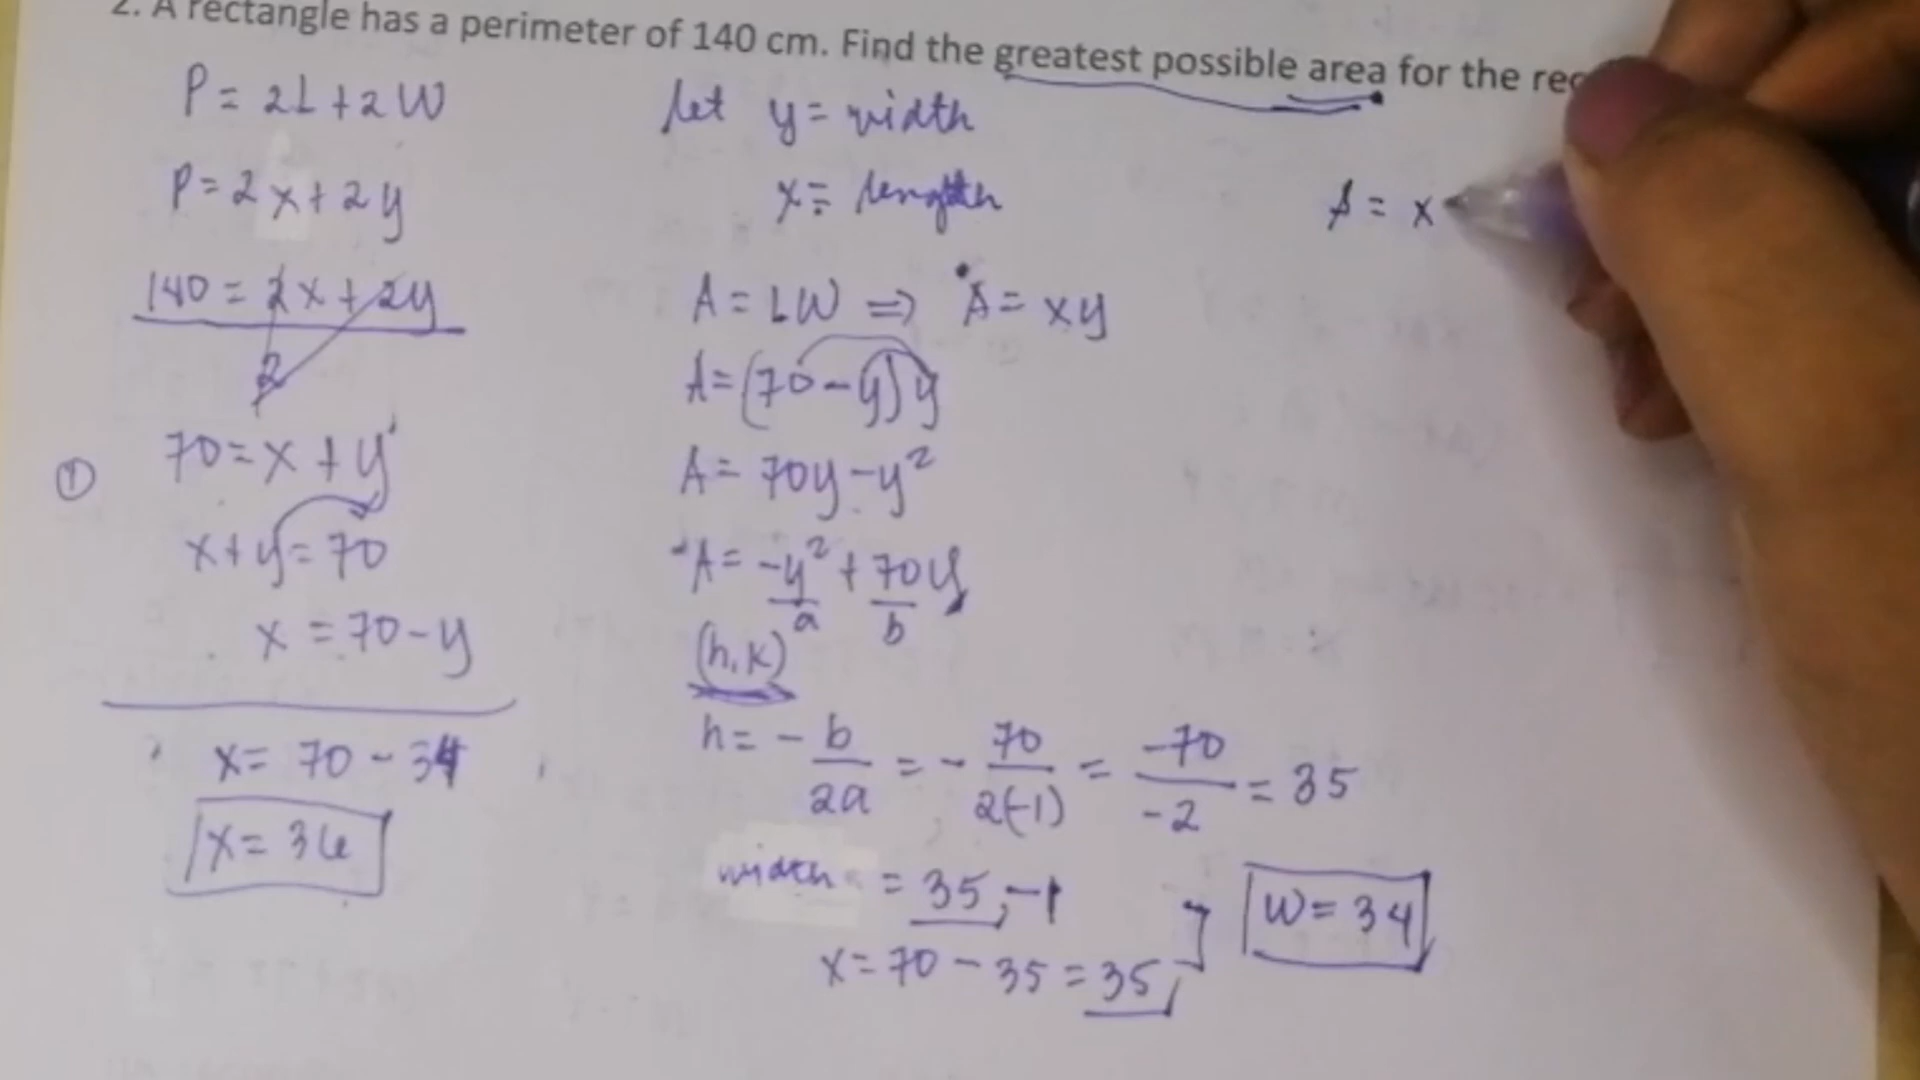 2. A rectangle has a perimeter of 140 cm. Find the greatest possible area for the rec
P = 2L + 2W
P = 2x + 2y
140 = 2x + 2y
2
① 70 = x + y
x + y = 70
x = 70 - y
x = 70 - 34
x = 36
Let y = width
x = length
A = LW ⇒ A = xy
A = (70 - y)y
A = 70y - y²
A = -y² + 70y
a b
(h, k)
h = - b/2a = - 70/2(-1) = -70/-2 = 35
width = 35, -1
x = 70 - 35 = 35
W = 34
A = x